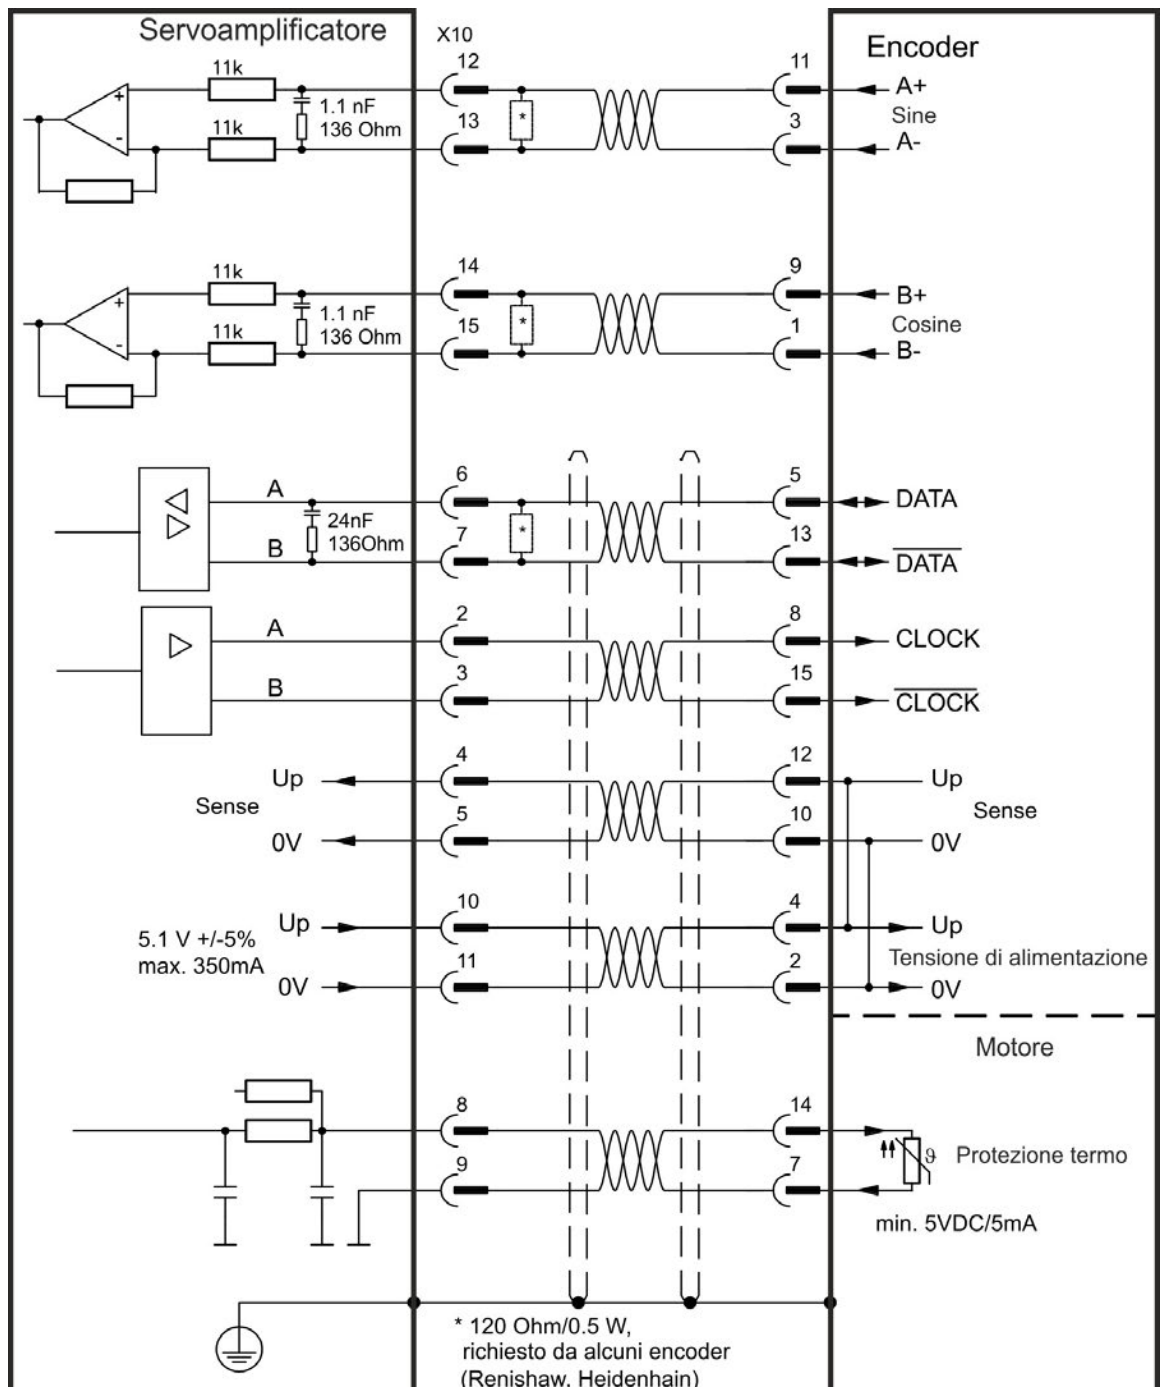 Servoamplificatore
X10
Encoder
11k
12
11
A+
1.1 nF
136 Ohm
*
Sine
11k
13
3
A-
+
-
11k
14
9
B+
1.1 nF
136 Ohm
*
Cosine
11k
15
1
B-
+
-
A
6
5
DATA
24nF
136Ohm
*
B
7
13
DATA
A
2
8
CLOCK
B
3
15
CLOCK
Up
4
12
Up
Sense
Sense
0V
5
10
0V
Up
10
4
Up
5.1 V +/-5%
max. 350mA
Tensione di alimentazione
0V
11
2
0V
Motore
8
14
ϑ
Protezione termo
9
7
min. 5VDC/5mA
* 120 Ohm/0.5 W,
richiesto da alcuni encoder
(Renishaw, Heidenhain)